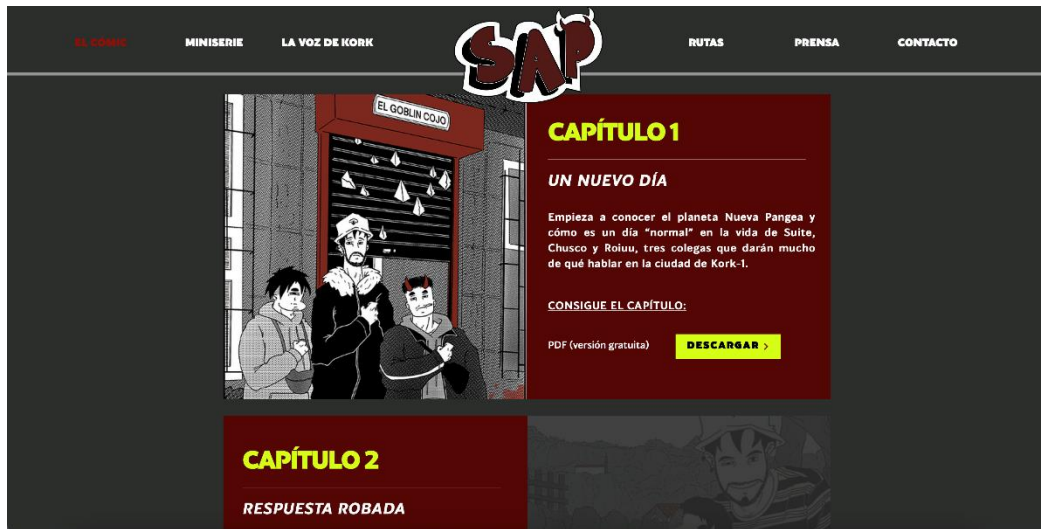 EL CÓMIC
MINISERIE
LA VOZ DE KORK
SAP
RUTAS
PRENSA
CONTACTO
EL GOBLIN COJO
CAPÍTULO 1
UN NUEVO DÍA
Empieza a conocer el planeta Nueva Pangea y
cómo es un día “normal” en la vida de Suite,
Chusco y Roiuu, tres colegas que darán mucho
de qué hablar en la ciudad de Kork-1.
CONSIGUE EL CAPÍTULO:
PDF (versión gratuita)
DESCARGAR >
CAPÍTULO 2
RESPUESTA ROBADA